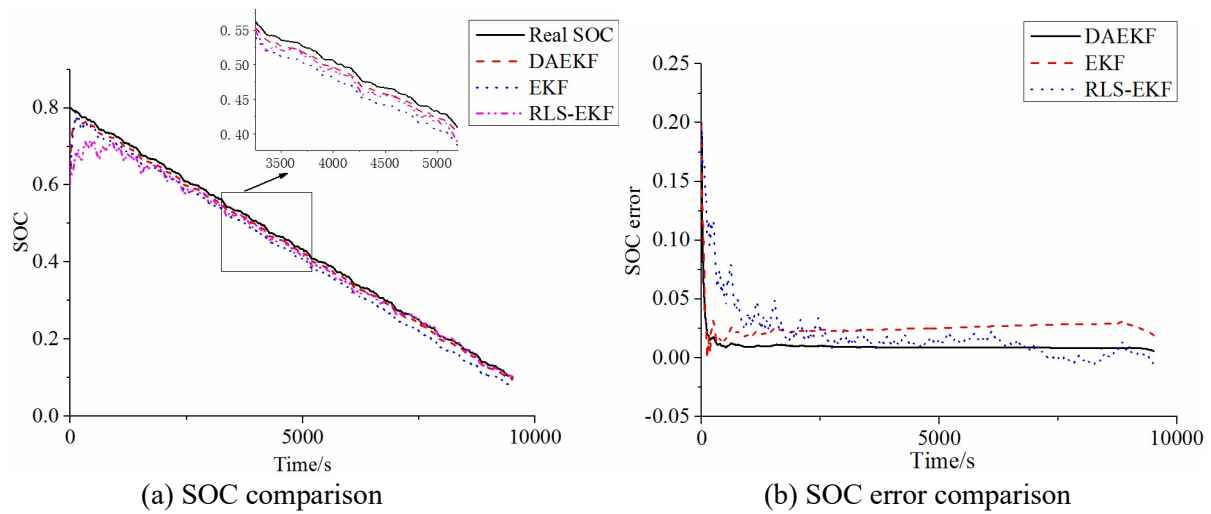 Real SOC
DAEKF
EKF
RLS-EKF
0.55
0.50
0.45
0.40
3500 4000 4500 5000
SOC
0.8
0.6
0.4
0.2
0.0
0 5000 10000
Time/s
(a) SOC comparison
DAEKF
EKF
RLS-EKF
SOC error
0.25
0.20
0.15
0.10
0.05
0.00
-0.05
0 5000 10000
Time/s
(b) SOC error comparison